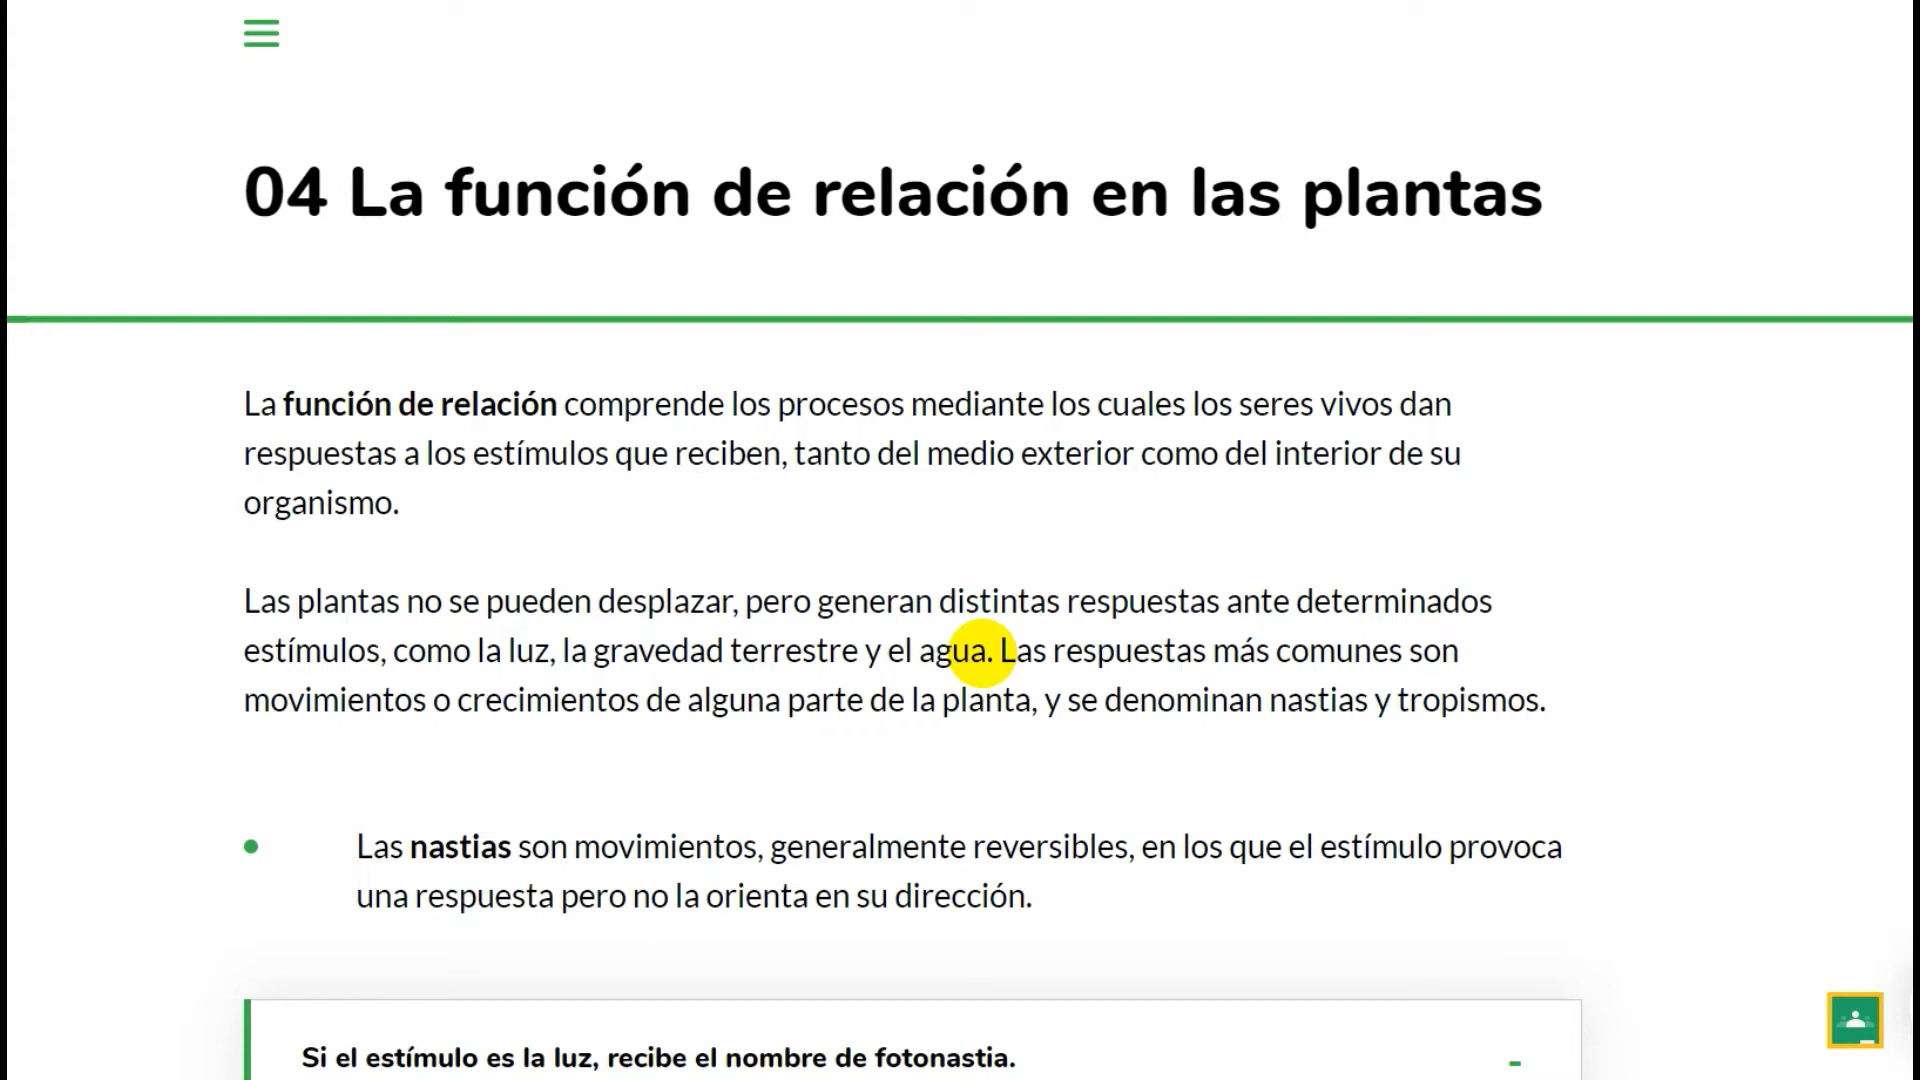 04 La función de relación en las plantas
La función de relación comprende los procesos mediante los cuales los seres vivos dan
respuestas a los estímulos que reciben, tanto del medio exterior como del interior de su
organismo.
Las plantas no se pueden desplazar, pero generan distintas respuestas ante determinados
estímulos, como la luz, la gravedad terrestre y el agua. Las respuestas más comunes son
movimientos o crecimientos de alguna parte de la planta, y se denominan nastias y tropismos.
Las nastias son movimientos, generalmente reversibles, en los que el estímulo provoca
una respuesta pero no la orienta en su dirección.
Si el estímulo es la luz, recibe el nombre de fotonastia.